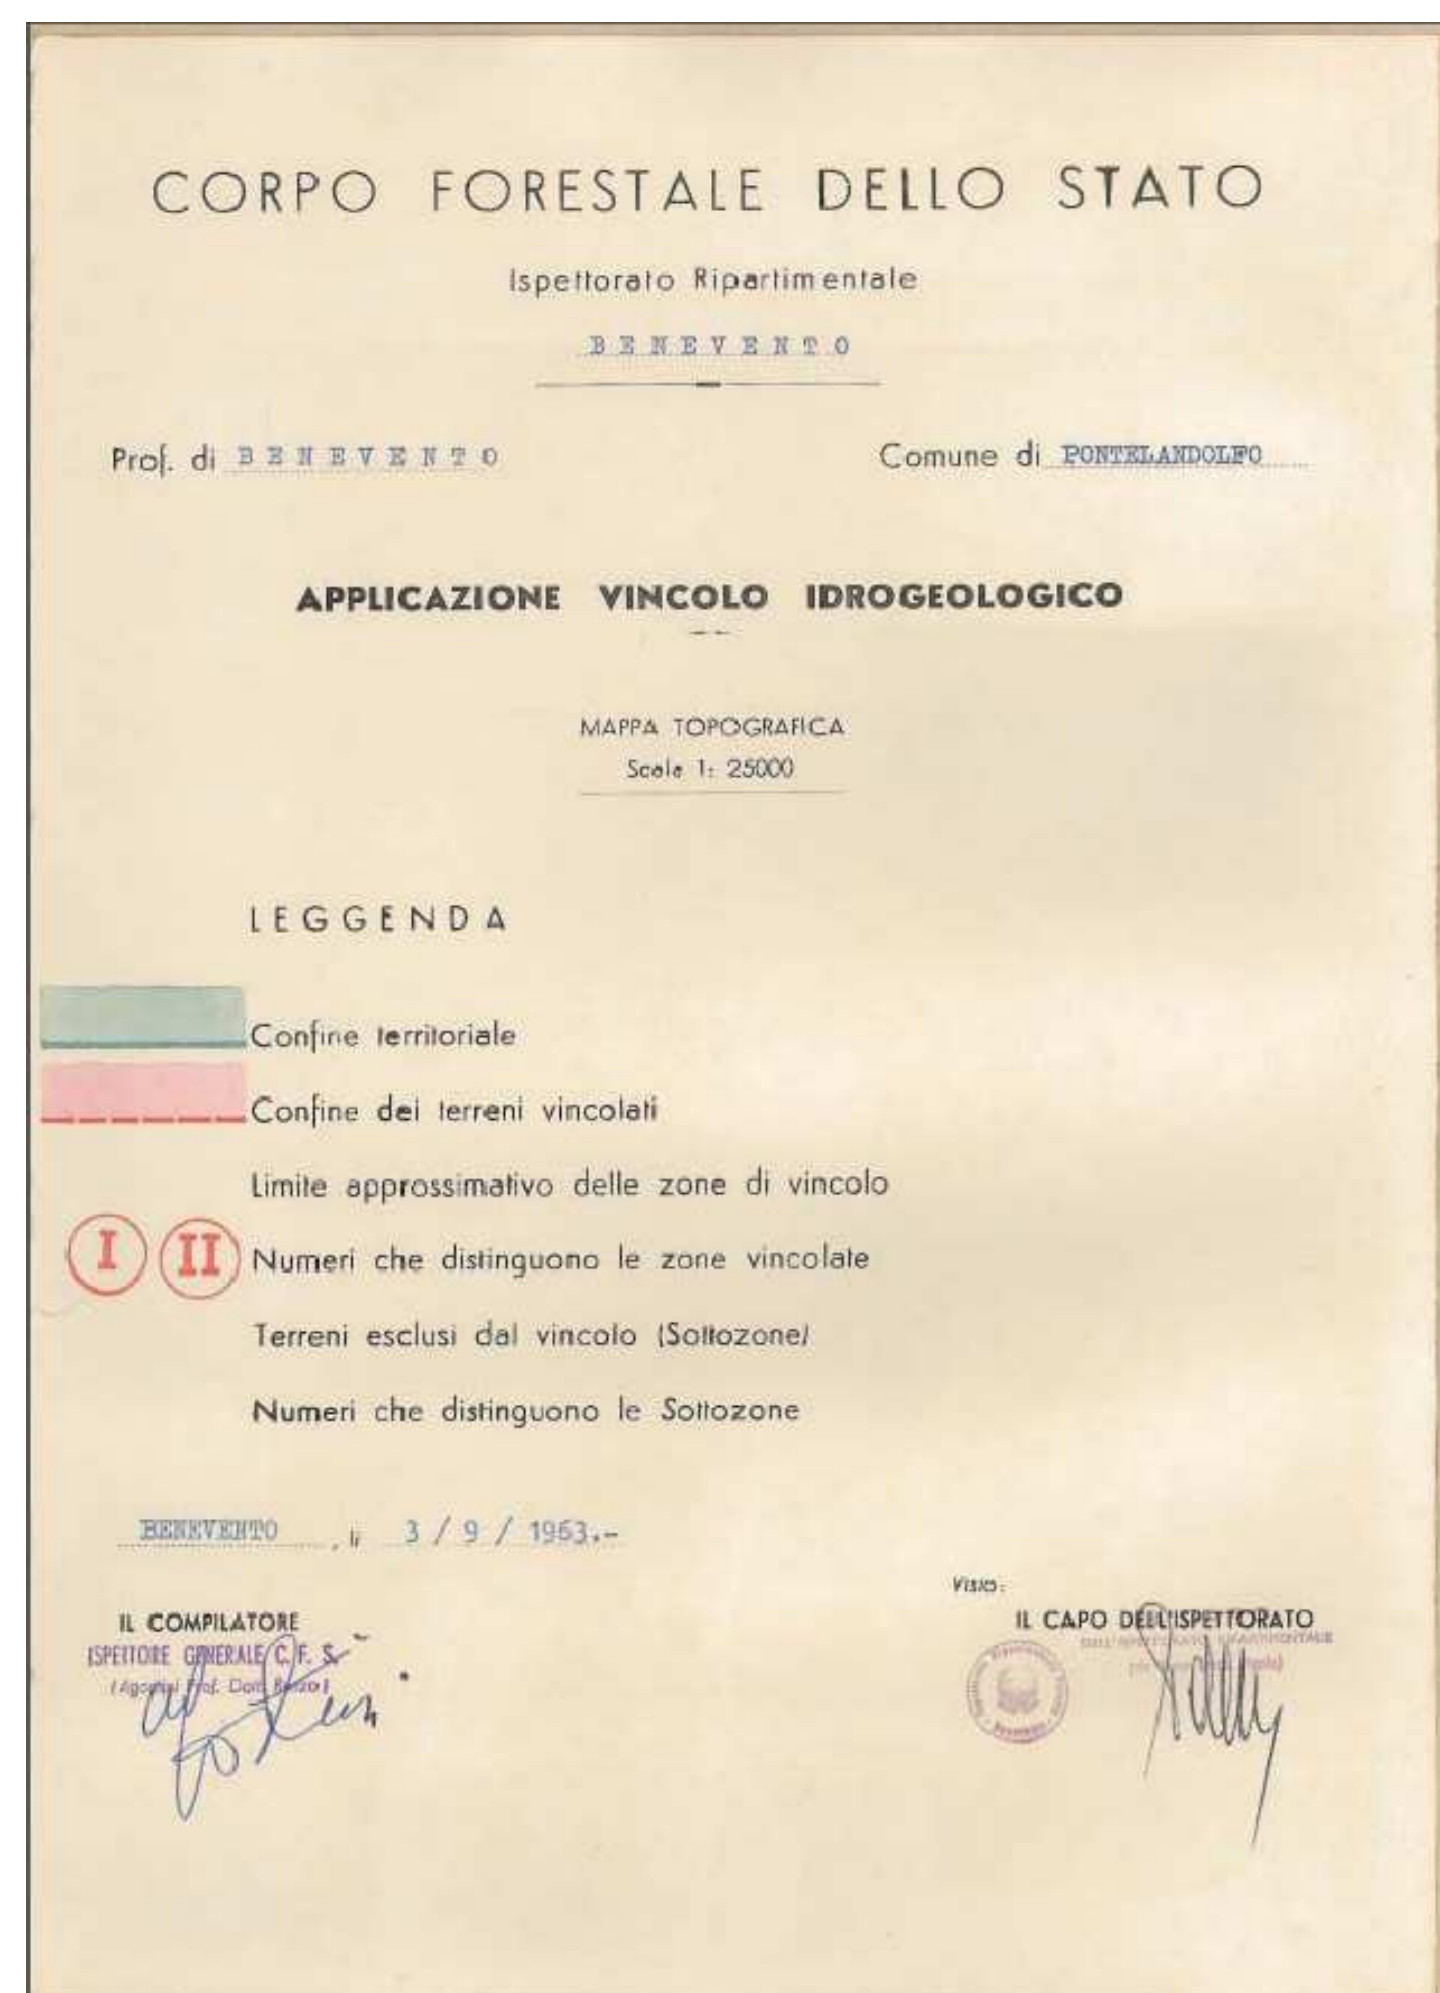 CORPO FORESTALE DELLO STATO
Ispettorato Ripartimentale
BENEVENTO
Prof. di BENEVENTO
Comune di PONTELANDOLFO
APPLICAZIONE VINCOLO IDROGEOLOGICO
MAPPA TOPOGRAFICA
Scala 1: 25000
LEGGENDA
Confine territoriale
Confine dei terreni vincolati
Limite approssimativo delle zone di vincolo
I II Numeri che distinguono le zone vincolate
Terreni esclusi dal vincolo (Sottozone)
Numeri che distinguono le Sottozone
BENEVENTO, li 3/9/1963.-
Visto:
IL COMPILATORE
ISPETTORE GENERALE C. F. S.
Prof. Dott.
IL CAPO DELL'ISPETTORATO